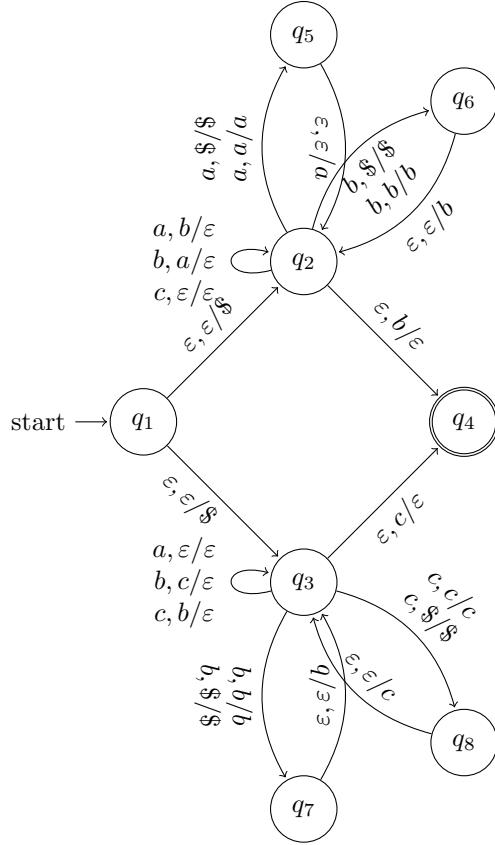 q5
a, $/$
a, a/a
ε, ε/a
q6
b, $/$
b, b/b
ε, ε/b
a, b/ε
b, a/ε
c, ε/ε
q2
ε, ε/$
ε, b/ε
start
q1
q4
ε, ε/$
ε, c/ε
a, ε/ε
b, c/ε
c, b/ε
q3
c, c/c
c, $/$
ε, ε/c
b, b/b
b, $/$
ε, ε/b
q8
q7